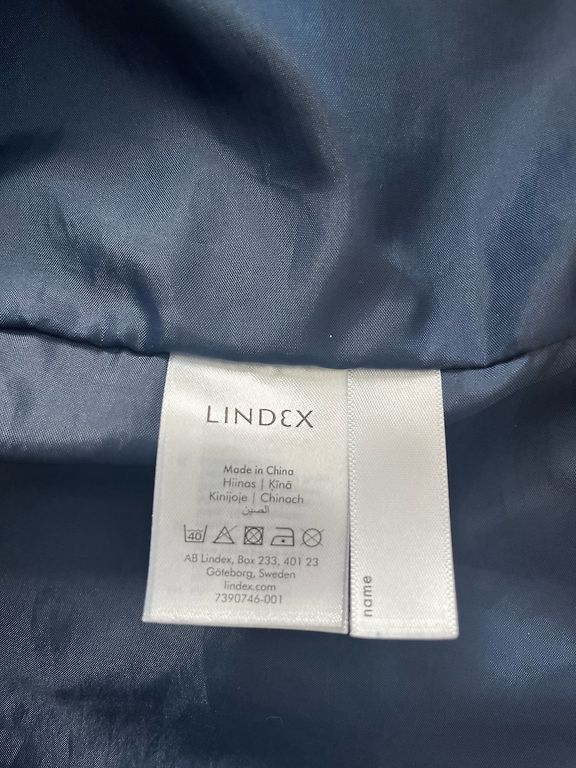 LINDEX
Made in China
Hiinas | Ķīnā
Kinijoje | Chinach
الصين
40
AB Lindex, Box 233, 401 23
Göteborg, Sweden
lindex.com
7390746-001
name